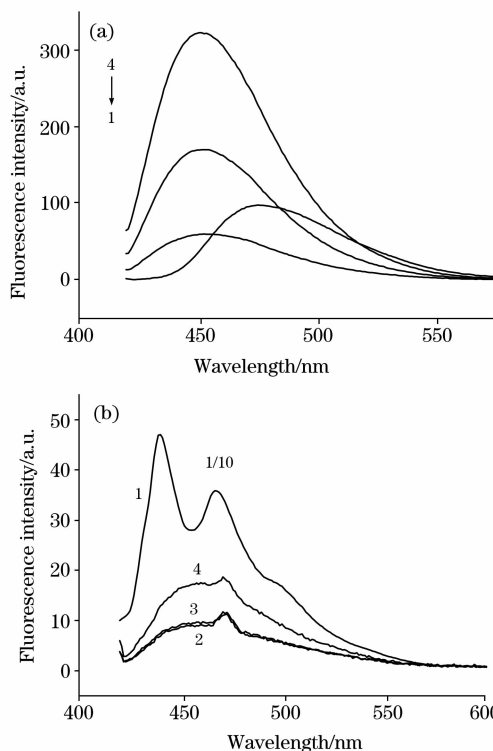 (a)
4
1
300
200
100
0
Fluorescence intensity/a.u.
400 450 500 550
Wavelength/nm
(b)
50
40
30
20
10
0
Fluorescence intensity/a.u.
1
1/10
4
3
2
400 450 500 550 600
Wavelength/nm